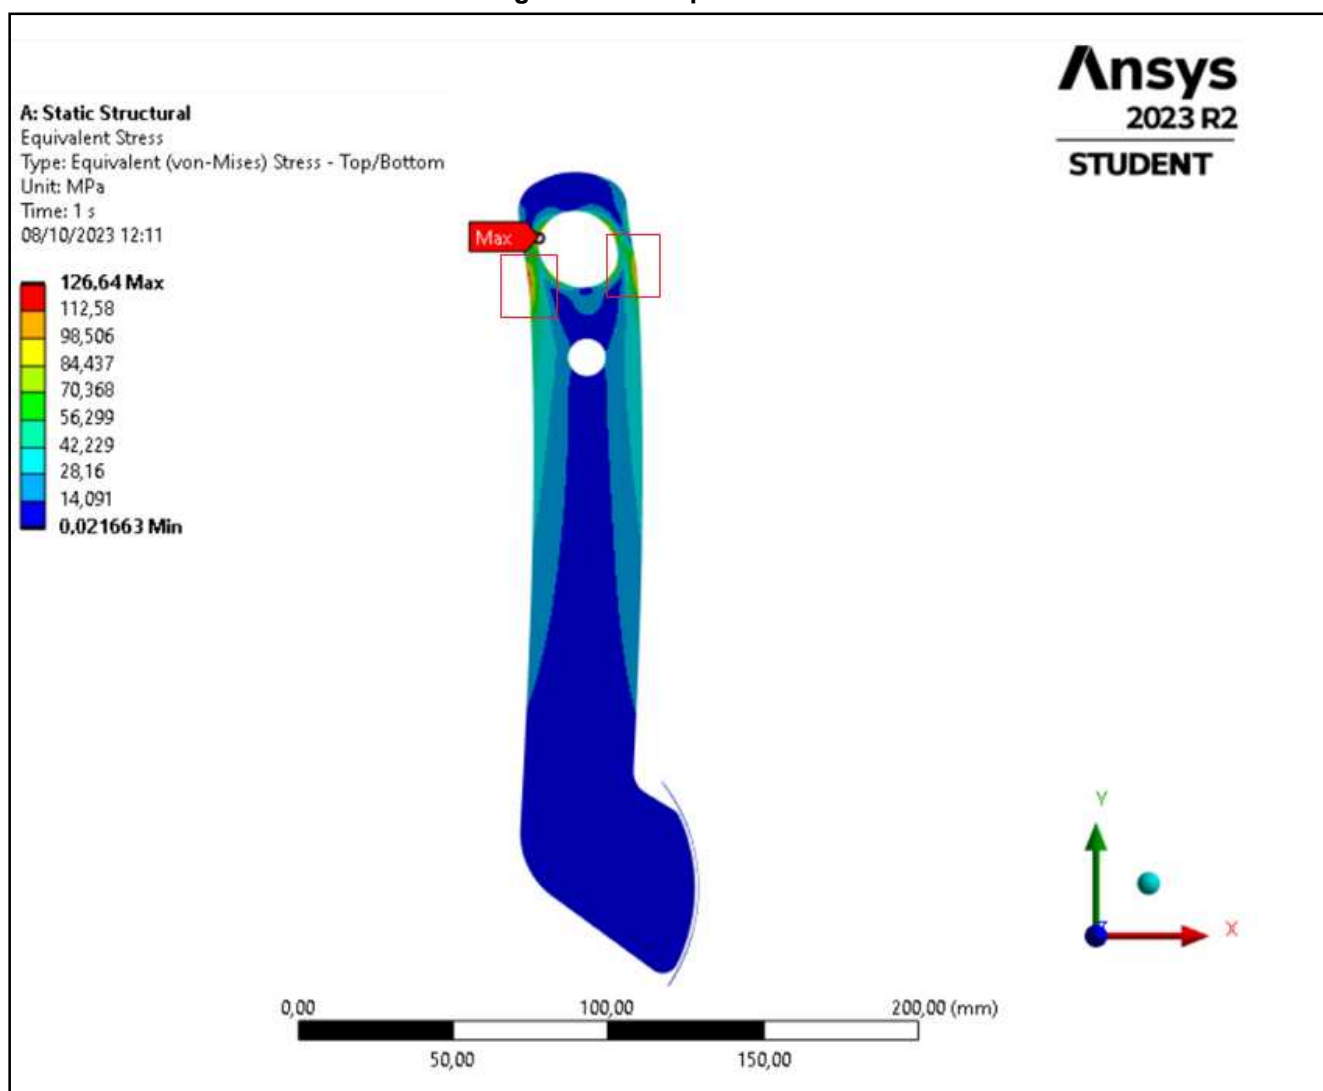 Ansys
2023 R2
STUDENT
A: Static Structural
Equivalent Stress
Type: Equivalent (von-Mises) Stress - Top/Bottom
Unit: MPa
Time: 1 s
08/10/2023 12:11
126,64 Max
112,58
98,506
84,437
70,368
56,299
42,229
28,16
14,091
0,021663 Min
Max
Y
X
0,00 100,00 200,00 (mm)
50,00 150,00